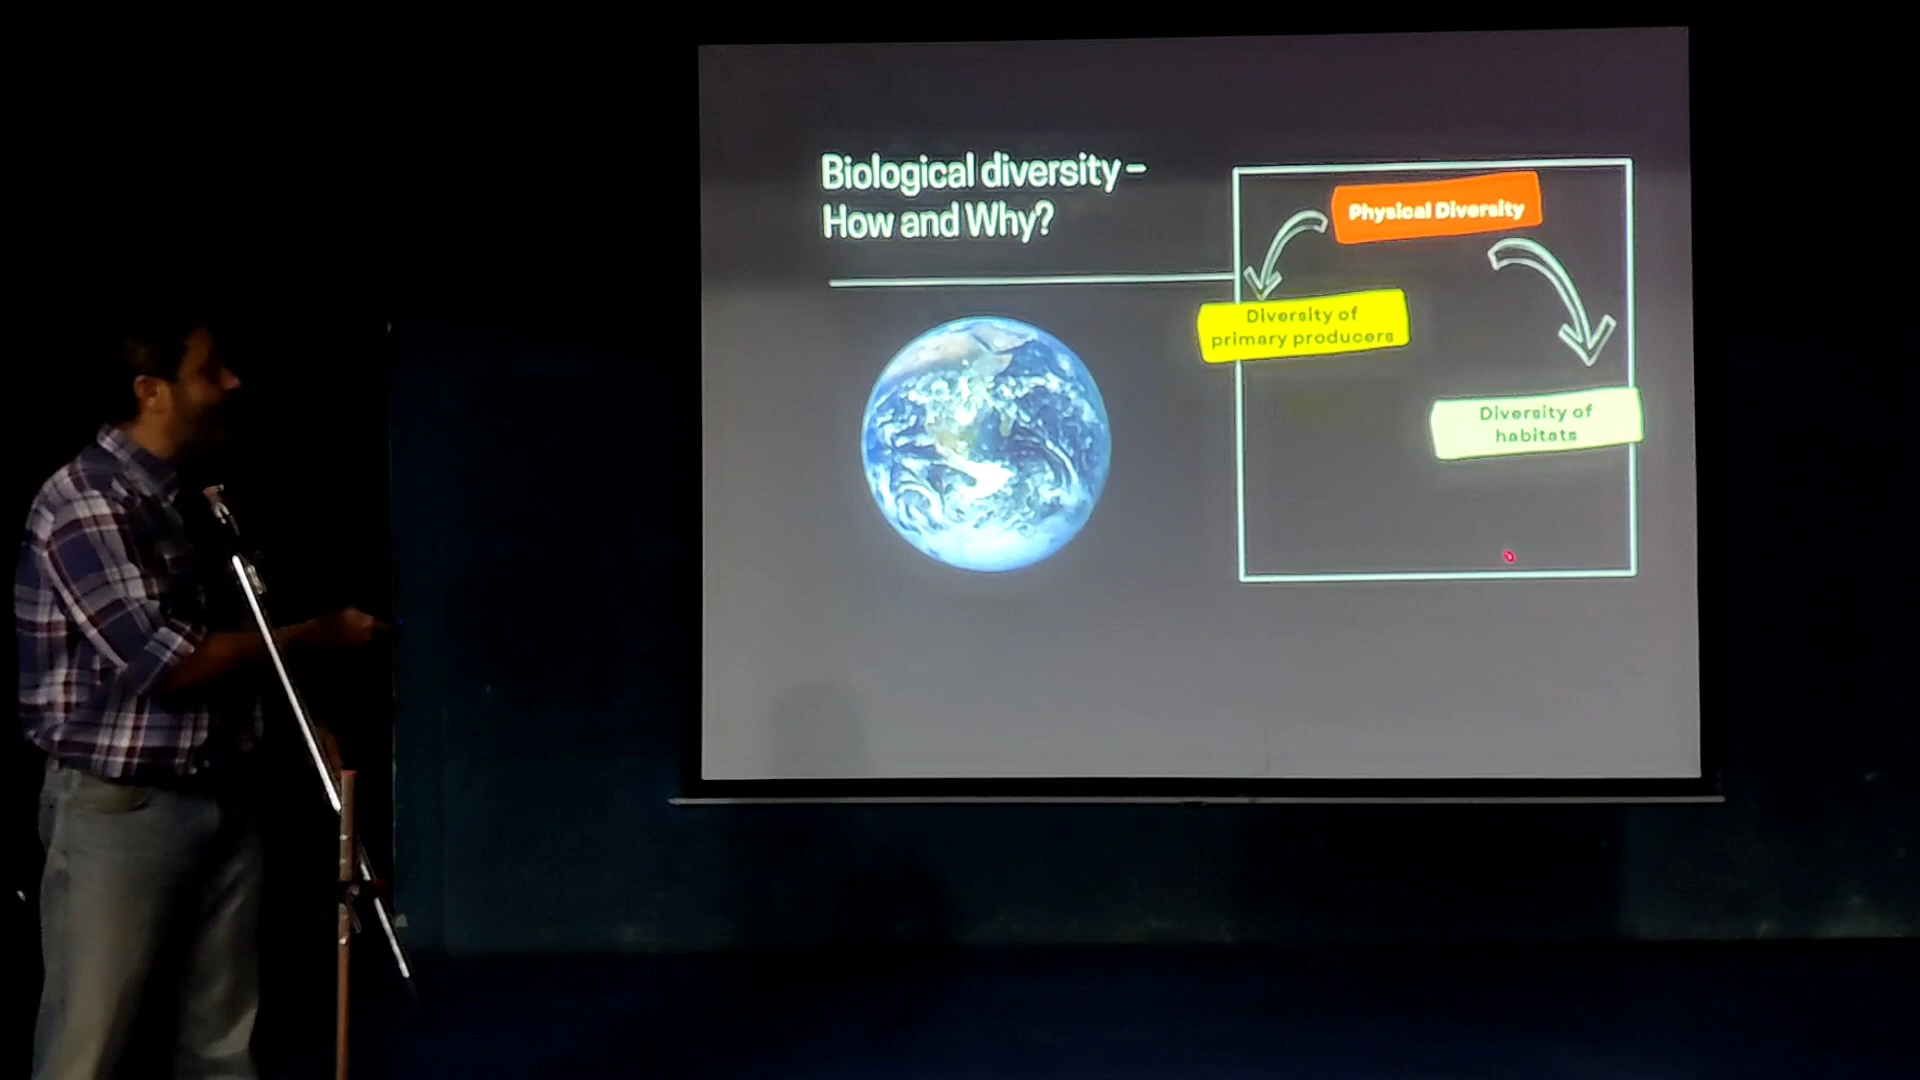 Biological diversity –
How and Why?
Physical Diversity
Diversity of
primary producers
Diversity of
habitats